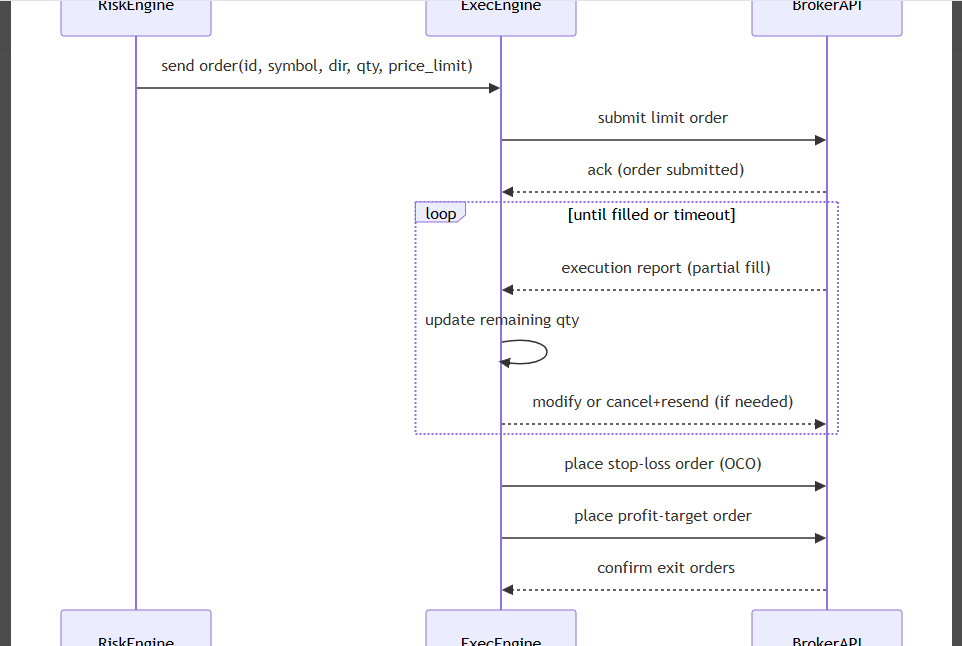 RiskEngine
ExecEngine
BrokerAPI
send order(id, symbol, dir, qty, price_limit)
submit limit order
ack (order submitted)
loop
[until filled or timeout]
execution report (partial fill)
update remaining qty
modify or cancel+resend (if needed)
place stop-loss order (OCO)
place profit-target order
confirm exit orders
RiskEngine
ExecEngine
BrokerAPI